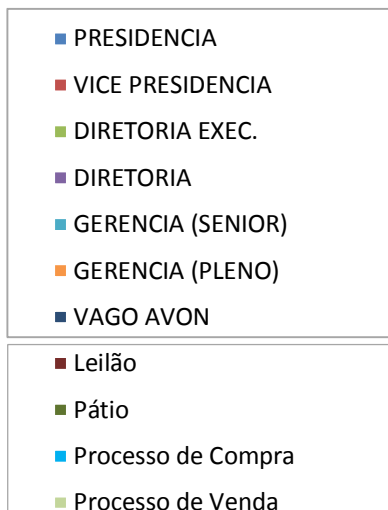 PRESIDENCIA
VICE PRESIDENCIA
DIRETORIA EXEC.
DIRETORIA
GERENCIA (SENIOR)
GERENCIA (PLENO)
VAGO AVON
Leilão
Pátio
Processo de Compra
Processo de Venda